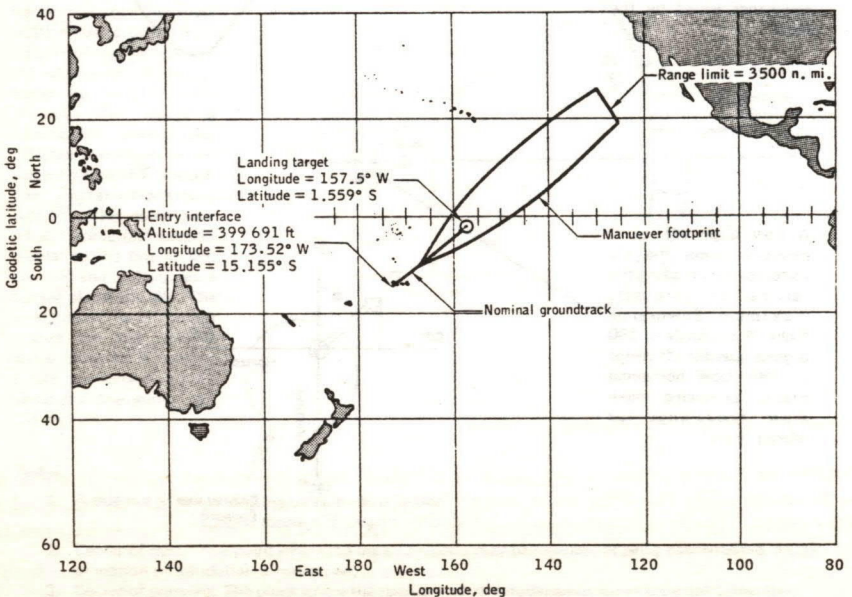 40
Range limit = 3500 n. mi.
20
Landing target
Longitude = 157.5° W
Latitude = 1.559° S
Geodetic latitude, deg
South North
0
Entry interface
Altitude = 399 691 ft
Longitude = 173.52° W
Latitude = 15.155° S
Manuever footprint
Nominal groundtrack
20
40
60
120 140 160 180 160 140 120 100 80
East West
Longitude, deg